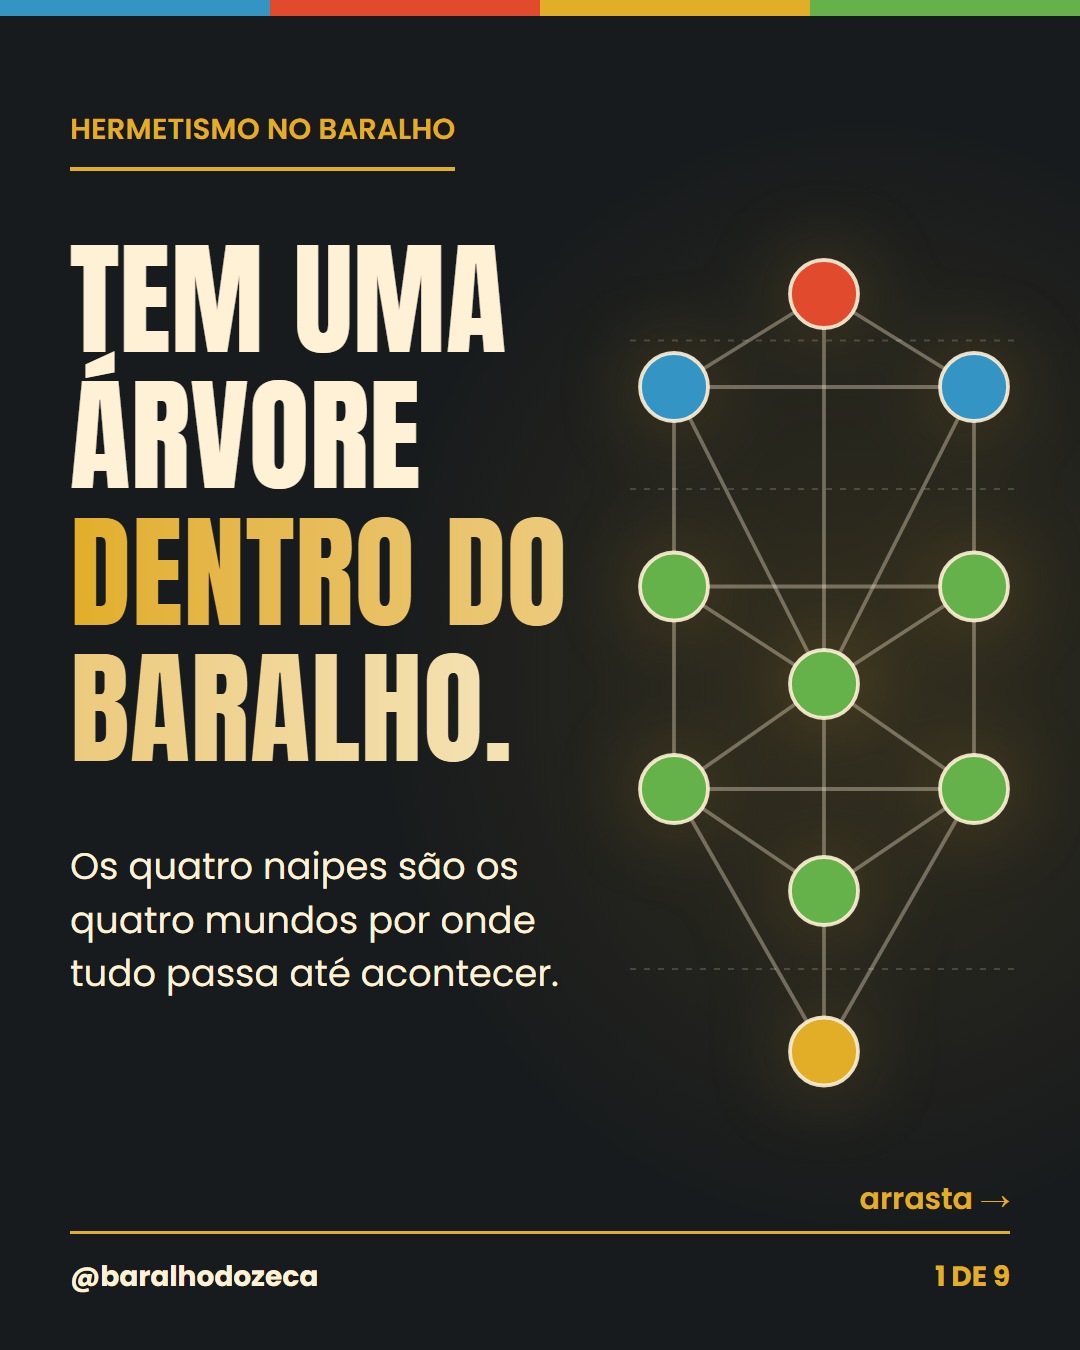 HERMETISMO NO BARALHO
TEM UMA
ÁRVORE
DENTRO DO
BARALHO.
Os quatro naipes são os
quatro mundos por onde
tudo passa até acontecer.
arrasta →
@baralhodozeca
1 DE 9